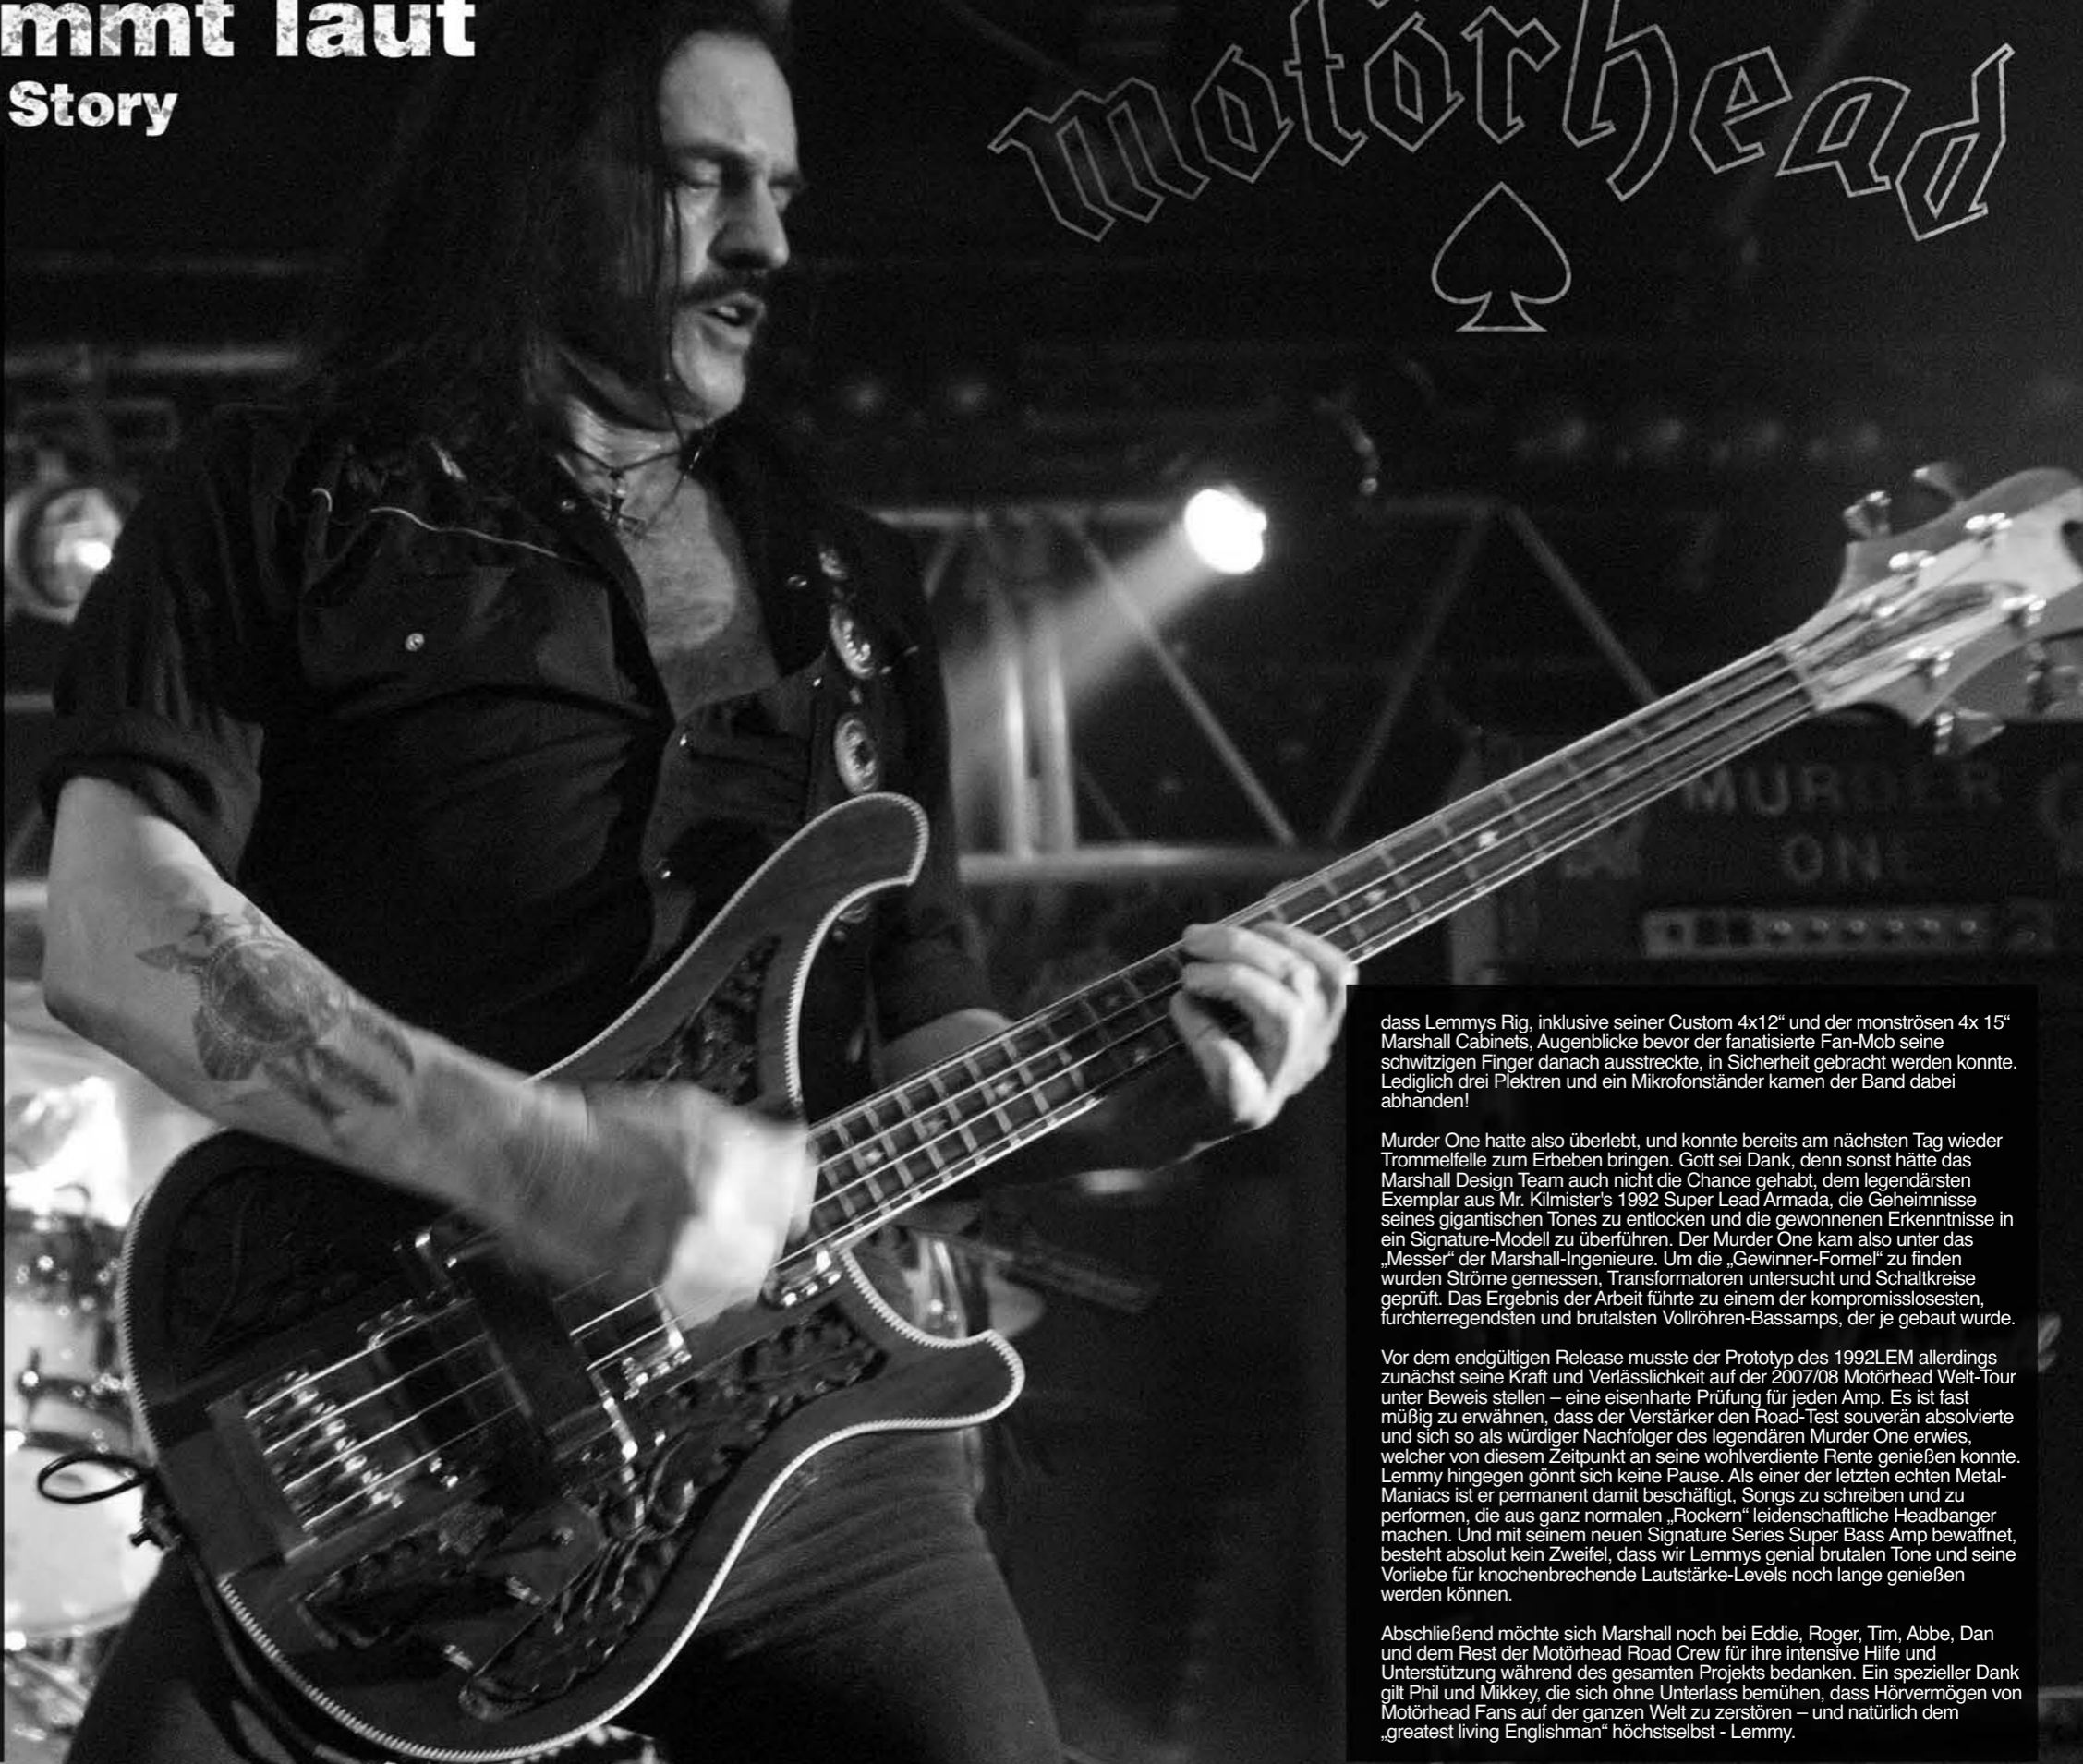 mmt laut
Story
motörhead
MURDER
ONE
dass Lemmys Rig, inklusive seiner Custom 4x12“ und der monströsen 4x 15“
Marshall Cabinets, Augenblicke bevor der fanatisierte Fan-Mob seine
schwitzigen Finger danach ausstreckte, in Sicherheit gebracht werden konnte.
Lediglich drei Plektren und ein Mikrofonständer kamen der Band dabei
abhanden!
Murder One hatte also überlebt, und konnte bereits am nächsten Tag wieder
Trommelfelle zum Erbeben bringen. Gott sei Dank, denn sonst hätte das
Marshall Design Team auch nicht die Chance gehabt, dem legendärsten
Exemplar aus Mr. Kilmister's 1992 Super Lead Armada, die Geheimnisse
seines gigantischen Tones zu entlocken und die gewonnenen Erkenntnisse in
ein Signature-Modell zu überführen. Der Murder One kam also unter das
„Messer“ der Marshall-Ingenieure. Um die „Gewinner-Formel“ zu finden
wurden Ströme gemessen, Transformatoren untersucht und Schaltkreise
geprüft. Das Ergebnis der Arbeit führte zu einem der kompromisslosesten,
furchterregendsten und brutalsten Vollröhren-Bassamps, der je gebaut wurde.
Vor dem endgültigen Release musste der Prototyp des 1992LEM allerdings
zunächst seine Kraft und Verlässlichkeit auf der 2007/08 Motörhead Welt-Tour
unter Beweis stellen – eine eisenharte Prüfung für jeden Amp. Es ist fast
müßig zu erwähnen, dass der Verstärker den Road-Test souverän absolvierte
und sich so als würdiger Nachfolger des legendären Murder One erwies,
welcher von diesem Zeitpunkt an seine wohlverdiente Rente genießen konnte.
Lemmy hingegen gönnt sich keine Pause. Als einer der letzten echten Metal-
Maniacs ist er permanent damit beschäftigt, Songs zu schreiben und zu
performen, die aus ganz normalen „Rockern“ leidenschaftliche Headbanger
machen. Und mit seinem neuen Signature Series Super Bass Amp bewaffnet,
besteht absolut kein Zweifel, dass wir Lemmys genial brutalen Tone und seine
Vorliebe für knochenbrechende Lautstärke-Levels noch lange genießen
werden können.
Abschließend möchte sich Marshall noch bei Eddie, Roger, Tim, Abbe, Dan
und dem Rest der Motörhead Road Crew für ihre intensive Hilfe und
Unterstützung während des gesamten Projekts bedanken. Ein spezieller Dank
gilt Phil und Mikkey, die sich ohne Unterlass bemühen, dass Hörvermögen von
Motörhead Fans auf der ganzen Welt zu zerstören – und natürlich dem
„greatest living Englishman“ höchstselbst - Lemmy.